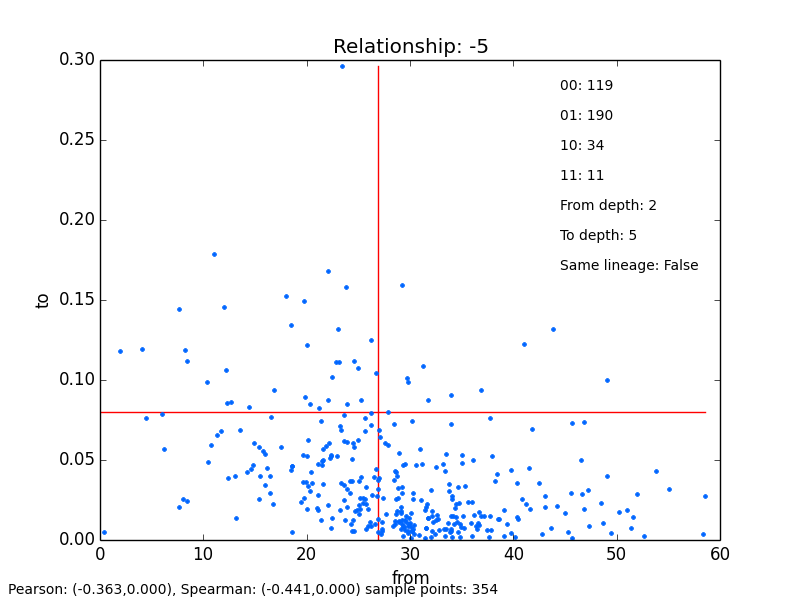 Relationship: -5
0.30
0.25
0.20
0.15
0.10
0.05
0.00
to
00: 119
01: 190
10: 34
11: 11
From depth: 2
To depth: 5
Same lineage: False
0 10 20 30 40 50 60
from
Pearson: (-0.363,0.000), Spearman: (-0.441,0.000) sample points: 354